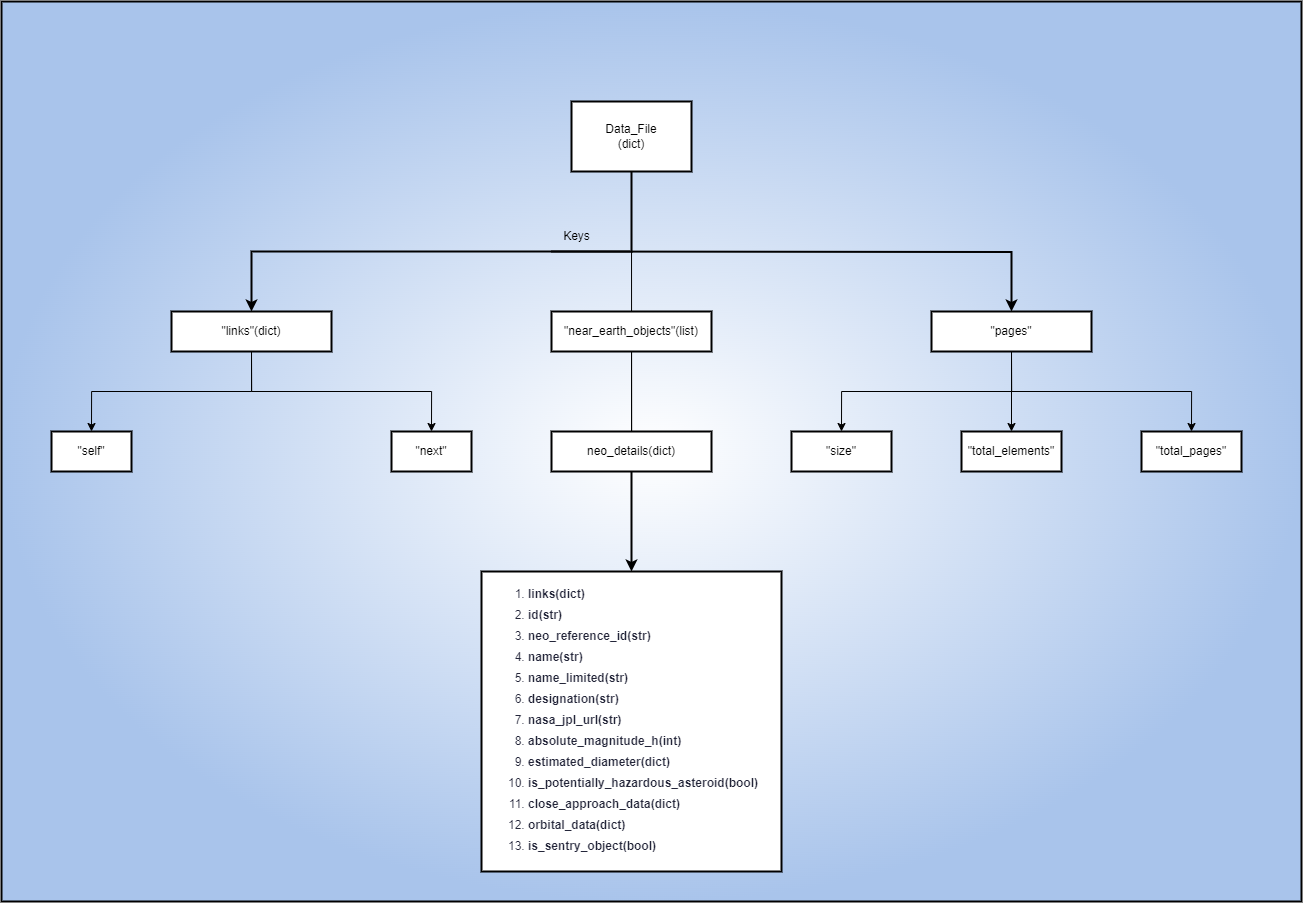 Data_File
(dict)
Keys
"links"(dict)
"near_earth_objects"(list)
"pages"
"self"
"next"
neo_details(dict)
"size"
"total_elements"
"total_pages"
1. links(dict)
2. id(str)
3. neo_reference_id(str)
4. name(str)
5. name_limited(str)
6. designation(str)
7. nasa_jpl_url(str)
8. absolute_magnitude_h(int)
9. estimated_diameter(dict)
10. is_potentially_hazardous_asteroid(bool)
11. close_approach_data(dict)
12. orbital_data(dict)
13. is_sentry_object(bool)